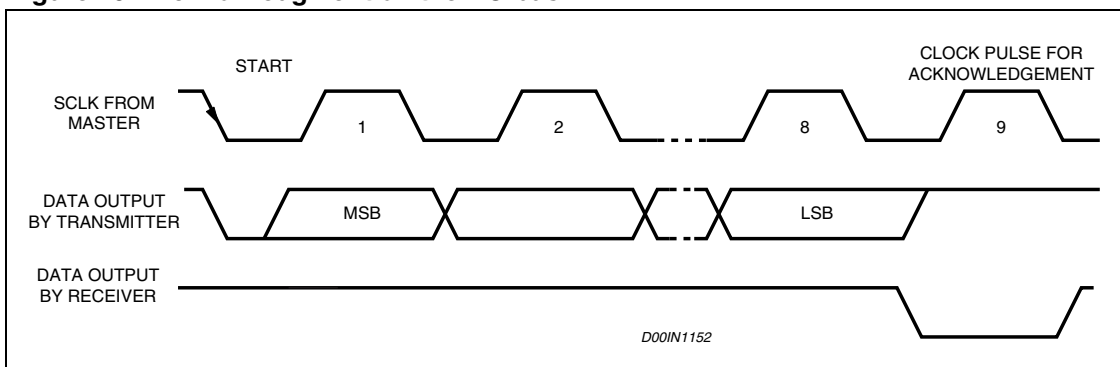 START
CLOCK PULSE FOR
ACKNOWLEDGEMENT
SCLK FROM
MASTER
1
2
8
9
DATA OUTPUT
BY TRANSMITTER
MSB
LSB
DATA OUTPUT
BY RECEIVER
D00IN1152